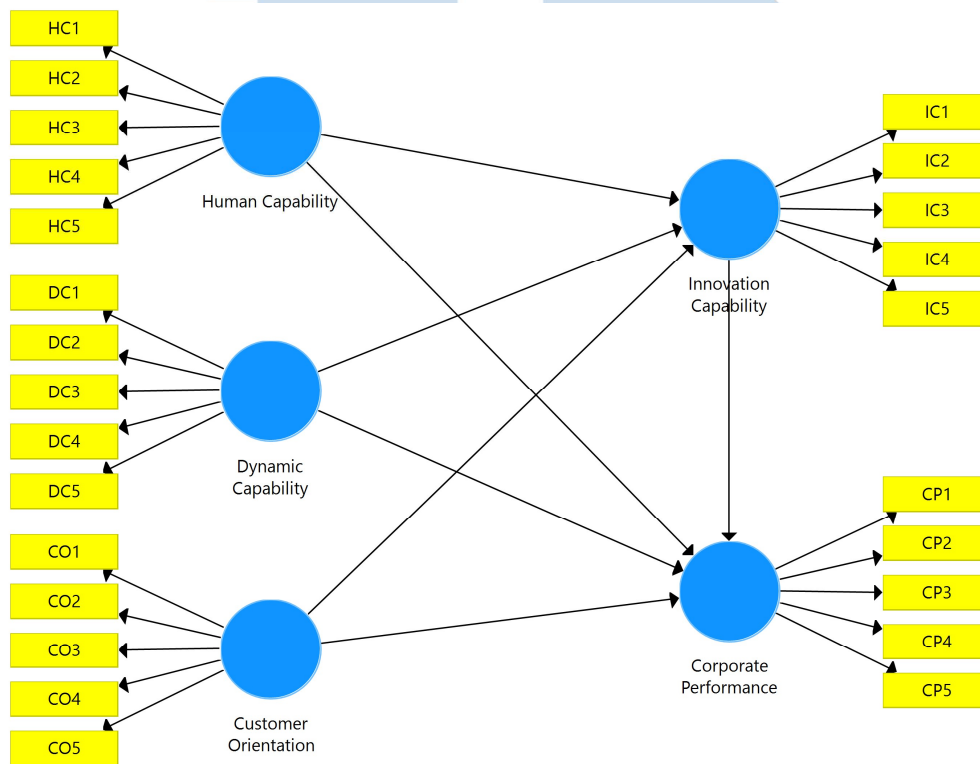 HC1
HC2
HC3
HC4
HC5
Human Capability
DC1
DC2
DC3
DC4
DC5
Dynamic
Capability
CO1
CO2
CO3
CO4
CO5
Customer
Orientation
IC1
IC2
IC3
IC4
IC5
Innovation
Capability
CP1
CP2
CP3
CP4
CP5
Corporate
Performance